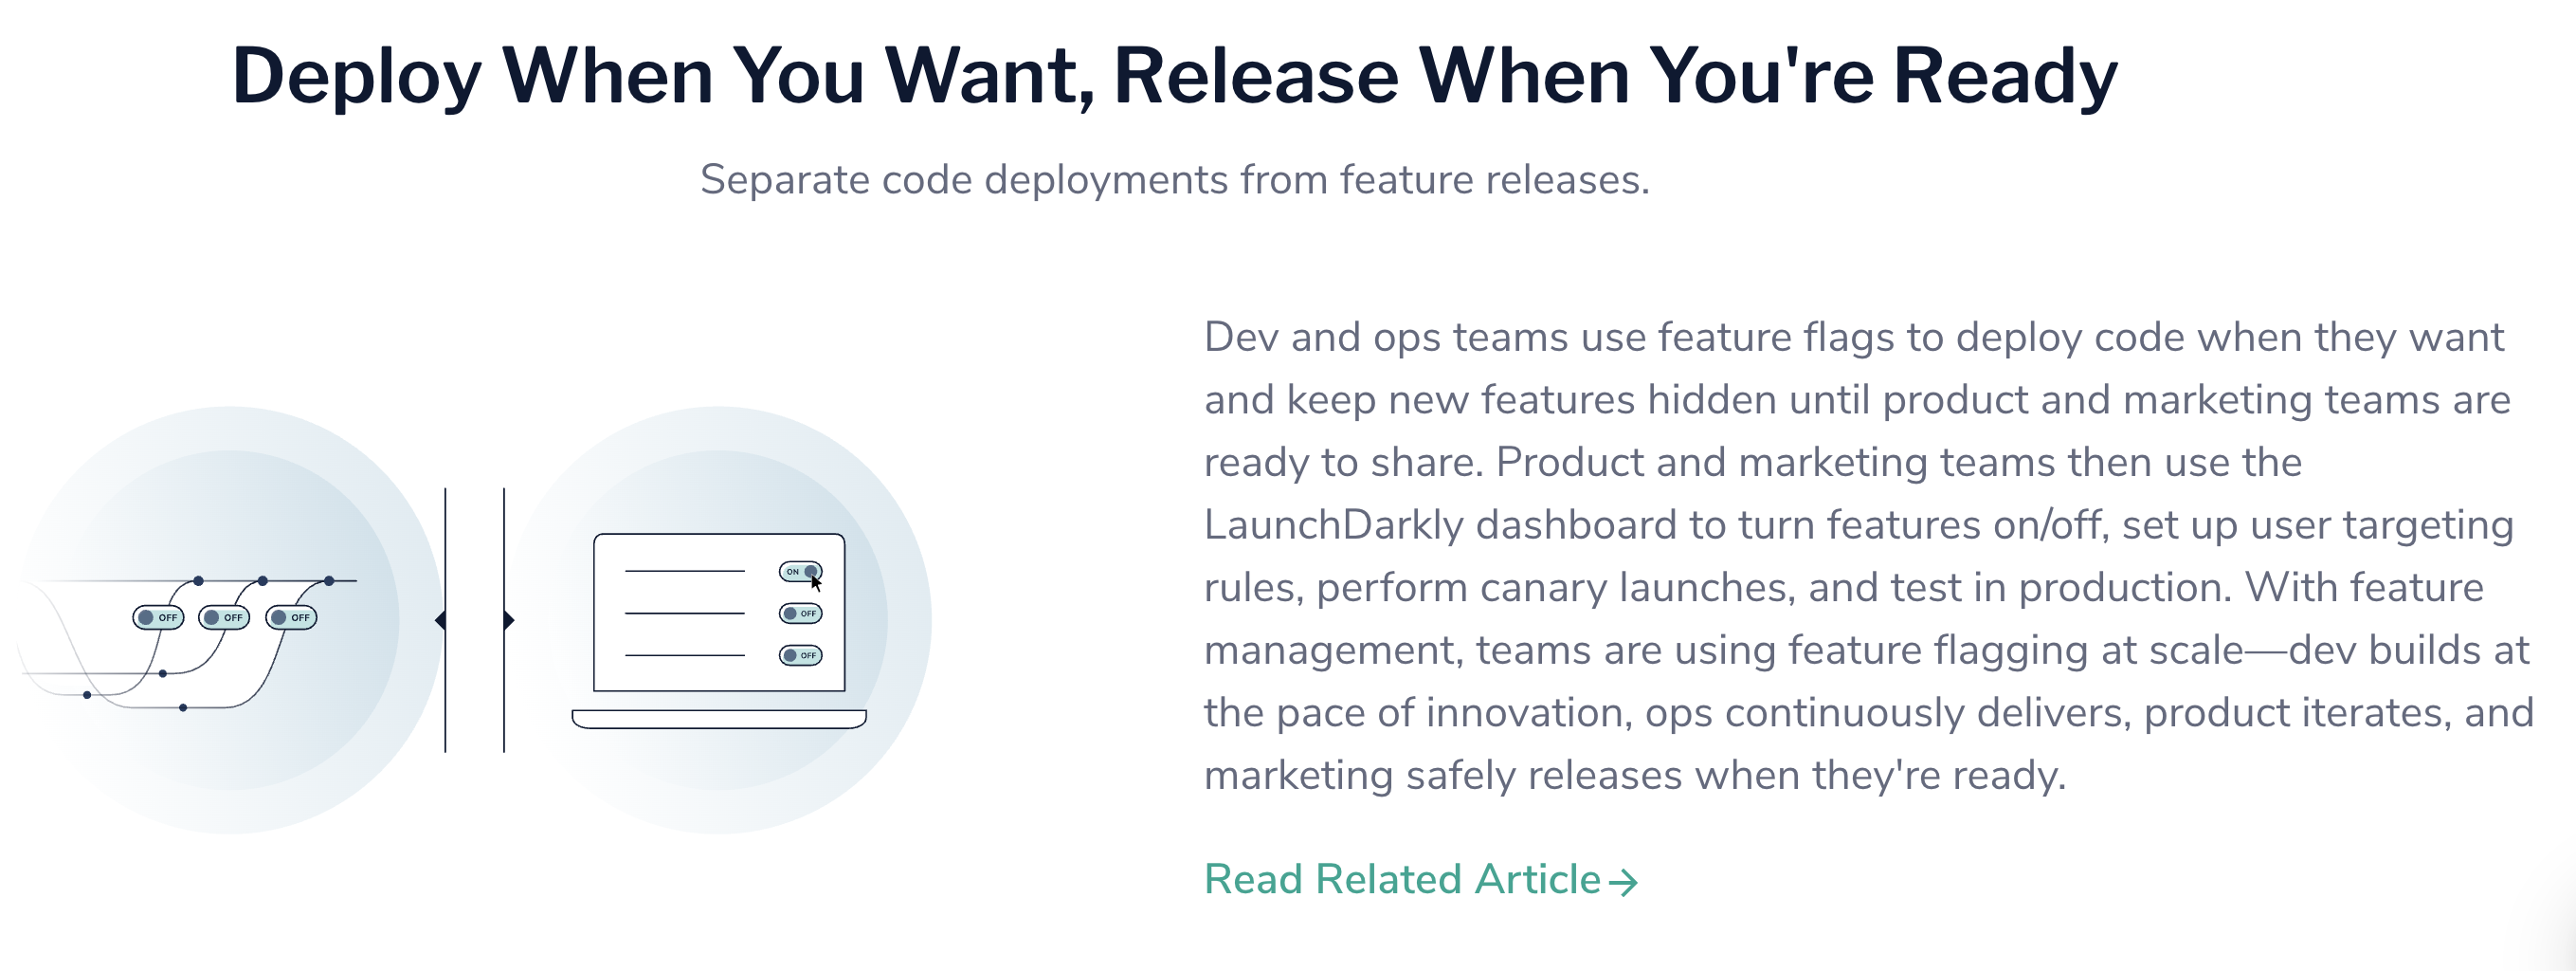 Deploy When You Want, Release When You're Ready
Separate code deployments from feature releases.
OFF OFF OFF
ON
OFF
OFF
Dev and ops teams use feature flags to deploy code when they want
and keep new features hidden until product and marketing teams are
ready to share. Product and marketing teams then use the
LaunchDarkly dashboard to turn features on/off, set up user targeting
rules, perform canary launches, and test in production. With feature
management, teams are using feature flagging at scale—dev builds at
the pace of innovation, ops continuously delivers, product iterates, and
marketing safely releases when they're ready.
Read Related Article→